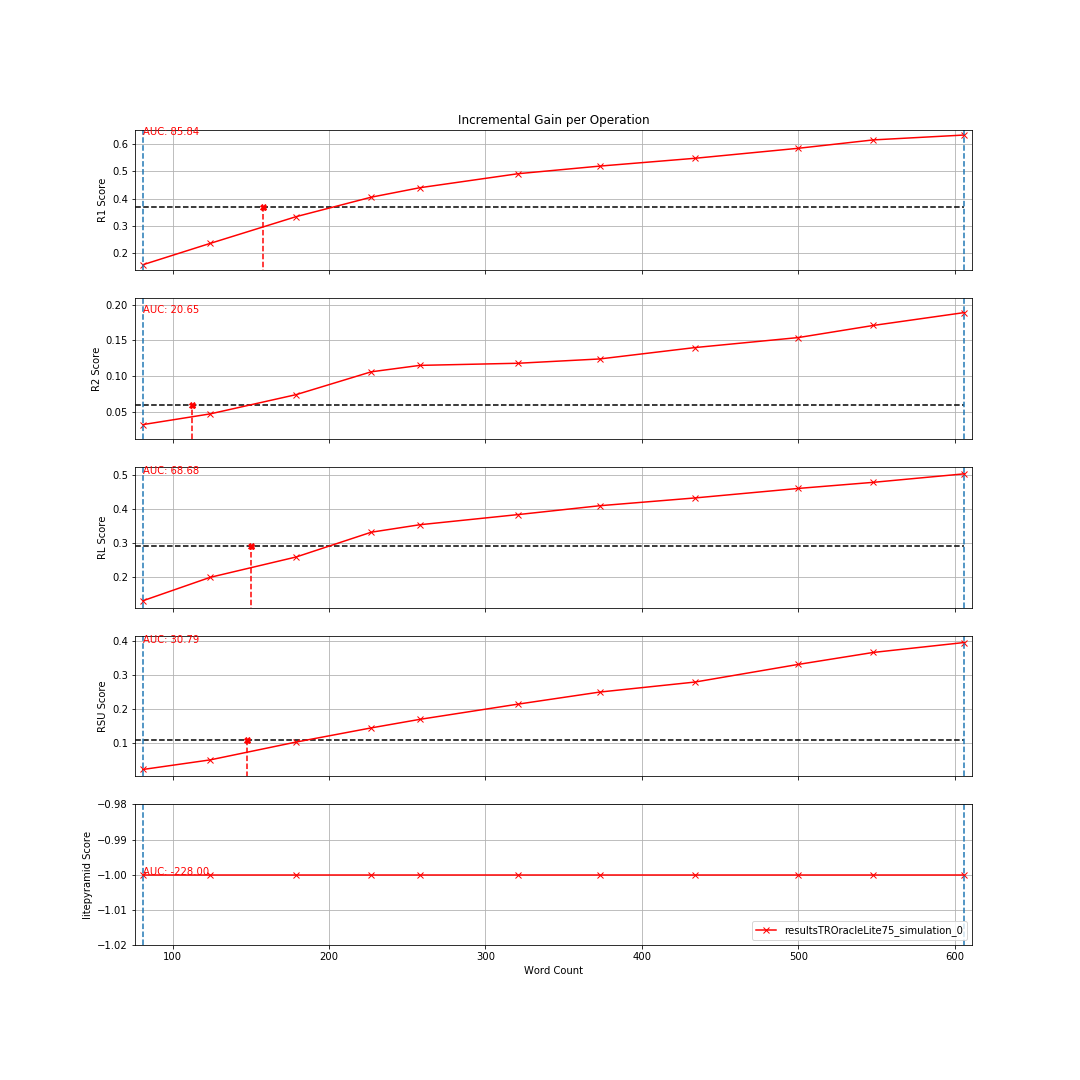 Incremental Gain per Operation
AUC: 85.84
0.6
0.5
0.4
0.3
0.2
R1 Score
AUC: 20.65
0.20
0.15
0.10
0.05
R2 Score
AUC: 68.68
0.5
0.4
0.3
0.2
RL Score
AUC: 30.79
0.4
0.3
0.2
0.1
RSU Score
−0.98
−0.99
−1.00
−1.01
−1.02
litepyramid Score
AUC: -228.00
resultsTROracleLite75_simulation_0
100 200 300 400 500 600
Word Count